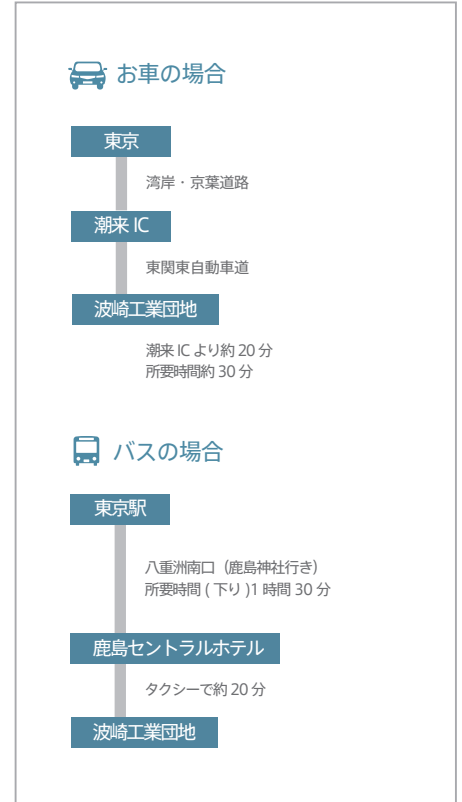 お車の場合
東京
湾岸・京葉道路
潮来 IC
東関東自動車道
波崎工業団地
潮来 IC より約 20 分
所要時間約 30 分
バスの場合
東京駅
八重洲南口（鹿島神社行き）
所要時間 ( 下り )1 時間 30 分
鹿島セントラルホテル
タクシーで約 20 分
波崎工業団地